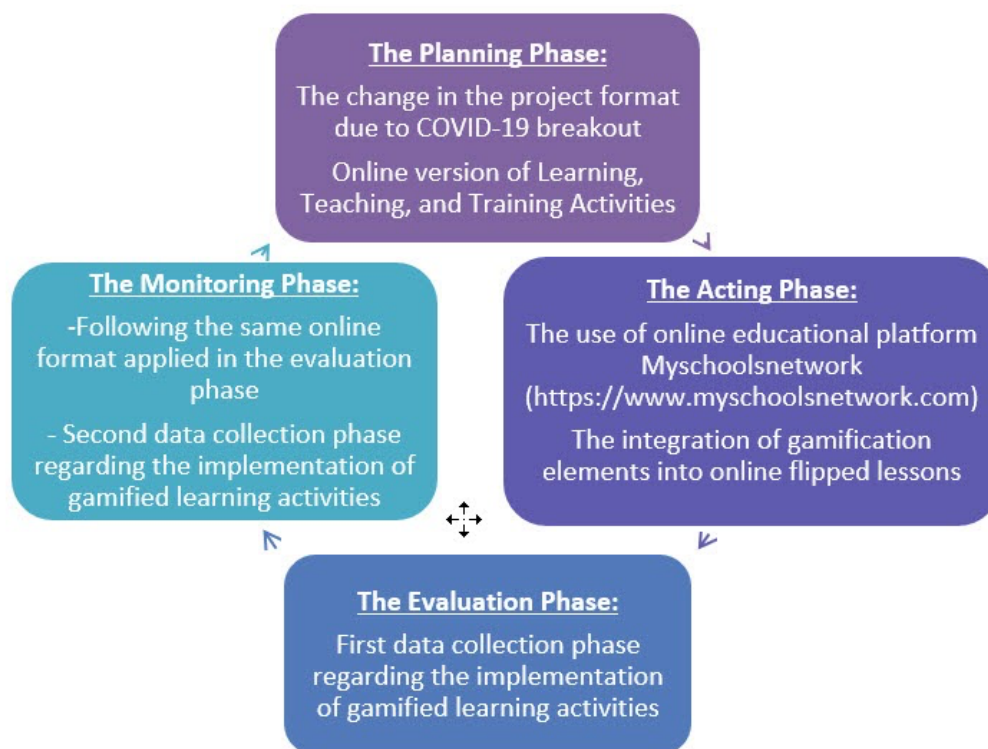 The Planning Phase:
The change in the project format
due to COVID-19 breakout
Online version of Learning,
Teaching, and Training Activities
The Acting Phase:
The use of online educational platform
Myschoolsnetwork
(https://www.myschoolsnetwork.com)
The integration of gamification
elements into online flipped lessons
The Evaluation Phase:
First data collection phase
regarding the implementation
of gamified learning activities
The Monitoring Phase:
-Following the same online
format applied in the evaluation
phase
- Second data collection phase
regarding the implementation of
gamified learning activities